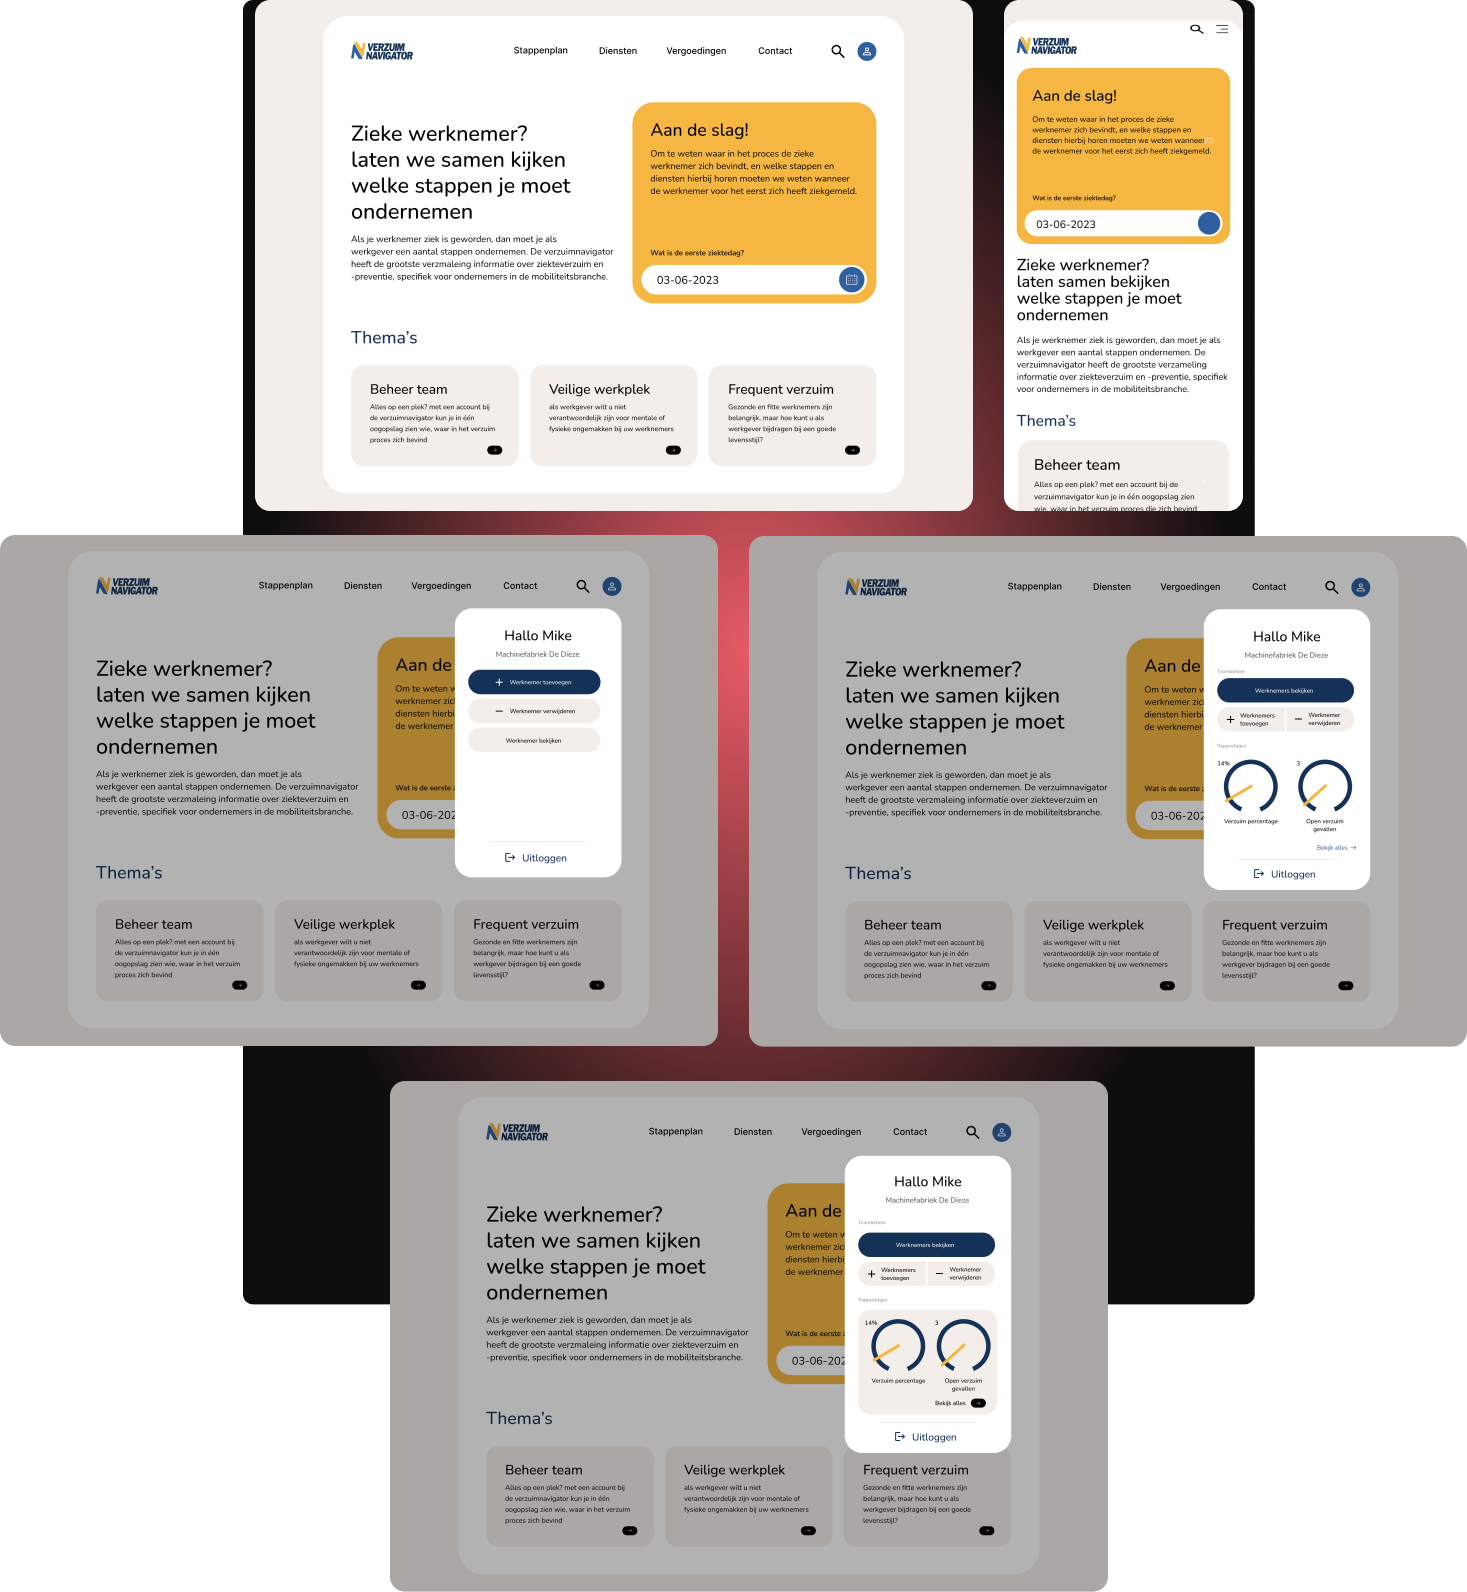 VERZUIM
NAVIGATOR
Stappenplan
Diensten
Vergoedingen
Contact
Zieke werknemer?
laten we samen kijken
welke stappen je moet
ondernemen
Als je werknemer ziek is geworden, dan moet je als
werkgever een aantal stappen ondernemen. De verzuimnavigator
heeft de grootste verzmaleing informatie over ziekteverzuim en
-preventie, specifiek voor ondernemers in de mobiliteitsbranche.
Aan de slag!
Om te weten waar in het proces de zieke
werknemer zich bevindt, en welke stappen en
diensten hierbij horen moeten we weten wanneer
de werknemer voor het eerst zich heeft ziekgemeld.
Wat is de eerste ziektedag?
03-06-2023
Thema's
Beheer team
Alles op een plek? met een account bij
de verzuimnavigator kun je in één
oogopslag zien wie, waar in het verzuim
proces zich bevind
Veilige werkplek
als werkgever wilt u niet
verantwoordelijk zijn voor mentale of
fysieke ongemakken bij uw werknemers
Frequent verzuim
Gezonde en fitte werknemers zijn
belangrijk, maar hoe kunt u als
werkgever bijdragen bij een goede
levensstijl?
VERZUIM
NAVIGATOR
Aan de slag!
Om te weten waar in het proces de zieke
werknemer zich bevindt, en welke stappen en
diensten hierbij horen moeten we weten wanneer
de werknemer voor het eerst zich heeft ziekgemeld.
Wat is de eerste ziektedag?
03-06-2023
Zieke werknemer?
laten samen bekijken
welke stappen je moet
ondernemen
Als je werknemer ziek is geworden, dan moet je als
werkgever een aantal stappen ondernemen. De
verzuimnavigator heeft de grootste verzameling
informatie over ziekteverzuim en -preventie, specifiek
voor ondernemers in de mobiliteitsbranche.
Thema's
Beheer team
Alles op een plek? met een account bij de
verzuimnavigator kun je in één oogopslag zien
wie, waar in het verzuim proces die zich bevind
VERZUIM
NAVIGATOR
Stappenplan
Diensten
Vergoedingen
Contact
Zieke werknemer?
laten we samen kijken
welke stappen je moet
ondernemen
Als je werknemer ziek is geworden, dan moet je als
werkgever een aantal stappen ondernemen. De verzuimnavigator
heeft de grootste verzmaleing informatie over ziekteverzuim en
-preventie, specifiek voor ondernemers in de mobiliteitsbranche.
Aan de
Om te weten w
werknemer zic
diensten hierbi
de werknemer
Wat is de eerste z
03-06-202
Hallo Mike
Machinefabriek De Dieze
Werknemer toevoegen
Werknemer verwijderen
Werknemer bekijken
Uitloggen
Thema's
Beheer team
Alles op een plek? met een account bij
de verzuimnavigator kun je in één
oogopslag zien wie, waar in het verzuim
proces zich bevind
Veilige werkplek
als werkgever wilt u niet
verantwoordelijk zijn voor mentale of
fysieke ongemakken bij uw werknemers
Frequent verzuim
Gezonde en fitte werknemers zijn
belangrijk, maar hoe kunt u als
werkgever bijdragen bij een goede
levensstijl?
VERZUIM
NAVIGATOR
Stappenplan
Diensten
Vergoedingen
Contact
Zieke werknemer?
laten we samen kijken
welke stappen je moet
ondernemen
Als je werknemer ziek is geworden, dan moet je als
werkgever een aantal stappen ondernemen. De verzuimnavigator
heeft de grootste verzmaleing informatie over ziekteverzuim en
-preventie, specifiek voor ondernemers in de mobiliteitsbranche.
Aan de
Om te weten w
werknemer zic
diensten hierbi
de werknemer
Wat is de eerste z
03-06-202
Hallo Mike
Machinefabriek De Dieze
Teambeheer
Werknemers bekijken
Werknemers
toevoegen
Werknemer
verwijderen
Rapportages
14%
Verzuim percentage
3
Open verzuim
gevallen
Bekijk alles
Uitloggen
Thema's
Beheer team
Alles op een plek? met een account bij
de verzuimnavigator kun je in één
oogopslag zien wie, waar in het verzuim
proces zich bevind
Veilige werkplek
als werkgever wilt u niet
verantwoordelijk zijn voor mentale of
fysieke ongemakken bij uw werknemers
Frequent verzuim
Gezonde en fitte werknemers zijn
belangrijk, maar hoe kunt u als
werkgever bijdragen bij een goede
levensstijl?
VERZUIM
NAVIGATOR
Stappenplan
Diensten
Vergoedingen
Contact
Zieke werknemer?
laten we samen kijken
welke stappen je moet
ondernemen
Als je werknemer ziek is geworden, dan moet je als
werkgever een aantal stappen ondernemen. De verzuimnavigator
heeft de grootste verzmaleing informatie over ziekteverzuim en
-preventie, specifiek voor ondernemers in de mobiliteitsbranche.
Aan de
Om te weten w
werknemer zic
diensten hierbi
de werknemer
Wat is de eerste z
03-06-202
Hallo Mike
Machinefabriek De Dieze
Teambeheer
Werknemers bekijken
Werknemers
toevoegen
Werknemer
verwijderen
Rapportages
14%
Verzuim percentage
3
Open verzuim
gevallen
Bekijk alles
Uitloggen
Thema's
Beheer team
Alles op een plek? met een account bij
de verzuimnavigator kun je in één
oogopslag zien wie, waar in het verzuim
proces zich bevind
Veilige werkplek
als werkgever wilt u niet
verantwoordelijk zijn voor mentale of
fysieke ongemakken bij uw werknemers
Frequent verzuim
Gezonde en fitte werknemers zijn
belangrijk, maar hoe kunt u als
werkgever bijdragen bij een goede
levensstijl?